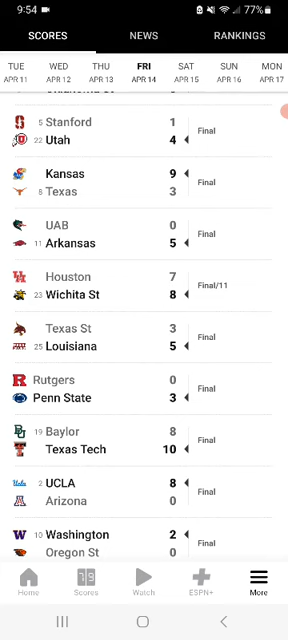 9:54 77%
SCORES NEWS RANKINGS
TUE WED THU FRI SAT SUN MON
APR 11 APR 12 APR 13 APR 14 APR 15 APR 16 APR 17
5 Stanford 1
22 Utah 4
Final
Kansas 9
8 Texas 3
Final
UAB 0
11 Arkansas 5
Final
Houston 7
23 Wichita St 8
Final/11
Texas St 3
25 Louisiana 5
Final
Rutgers 0
Penn State 3
Final
19 Baylor 8
Texas Tech 10
Final
2 UCLA 8
Arizona 0
Final
10 Washington 2
Oregon St 0
Final
Home Scores Watch ESPN+ More